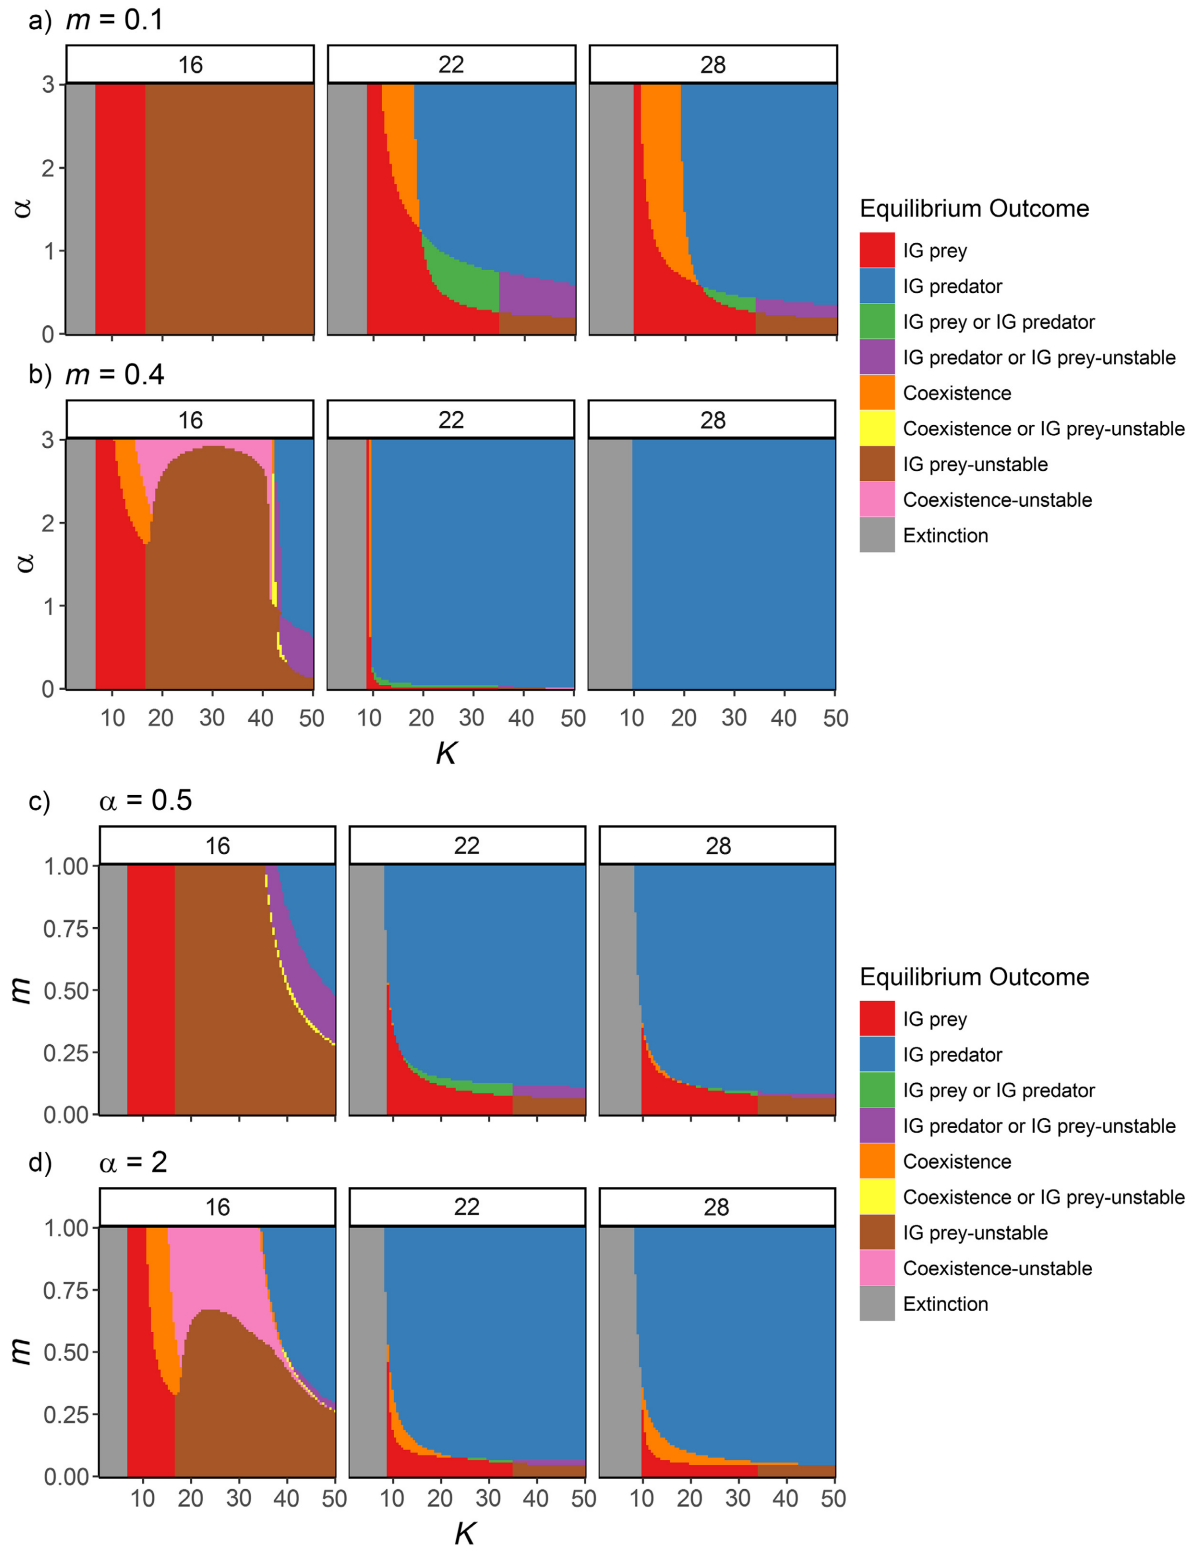 a) m = 0.1
16 22 28
3
2
α
1
0
Equilibrium Outcome
IG prey
IG predator
IG prey or IG predator
IG predator or IG prey-unstable
Coexistence
Coexistence or IG prey-unstable
IG prey-unstable
Coexistence-unstable
Extinction
b) m = 0.4
16 22 28
3
2
α
1
0
10 20 30 40 50 10 20 30 40 50 10 20 30 40 50
K
c) α = 0.5
16 22 28
1.00
0.75
m
0.50
0.25
0.00
Equilibrium Outcome
IG prey
IG predator
IG prey or IG predator
IG predator or IG prey-unstable
Coexistence
Coexistence or IG prey-unstable
IG prey-unstable
Coexistence-unstable
Extinction
d) α = 2
16 22 28
1.00
0.75
m
0.50
0.25
0.00
10 20 30 40 50 10 20 30 40 50 10 20 30 40 50
K